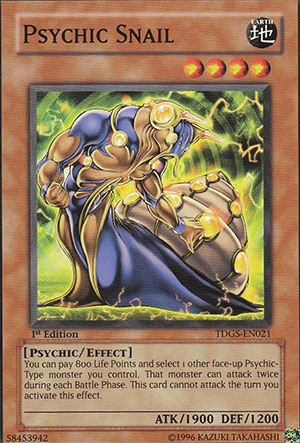 PSYCHIC SNAIL
EARTH
地
1st Edition
TDGS-EN021
[PSYCHIC/EFFECT]
You can pay 800 Life Points and select 1 other face-up Psychic-
Type monster you control. That monster can attack twice
during each Battle Phase. This card cannot attack the turn you
activate this effect.
ATK/1900 DEF/1200
58453942
©1996 KAZUKI TAKAHASHI